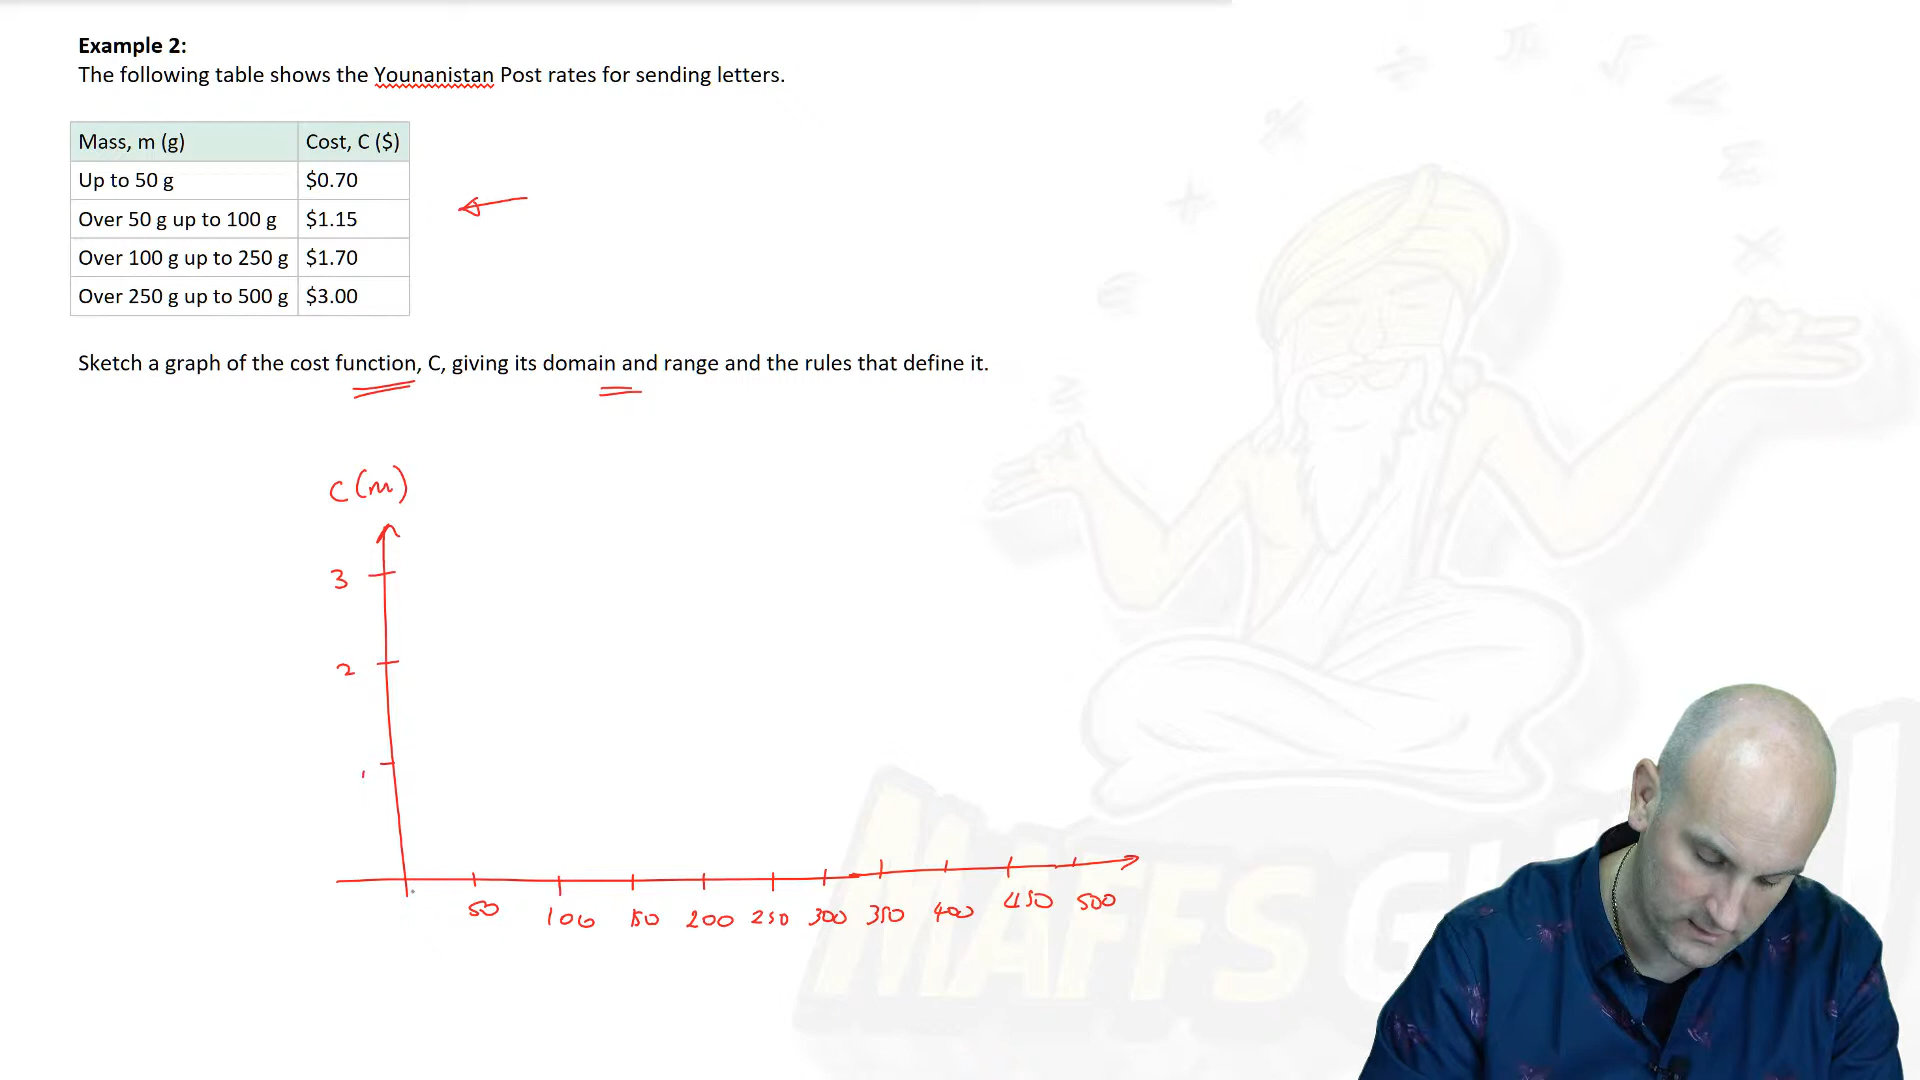 Example 2:
The following table shows the Younanistan Post rates for sending letters.
Mass, m (g) Cost, C ($)
Up to 50 g $0.70
Over 50 g up to 100 g $1.15
Over 100 g up to 250 g $1.70
Over 250 g up to 500 g $3.00
Sketch a graph of the cost function, C, giving its domain and range and the rules that define it.
C(m)
3
2
1
50 100 150 200 250 300 350 400 450 500
MAFFS G